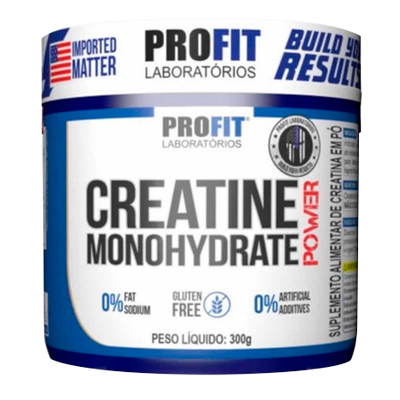 IMPORTED
MATTER
PROFIT
LABORATÓRIOS
BUILD YOU
RESULTS
PROFIT
LABORATÓRIOS
CREATINE
MONOHYDRATE
POWER
SUPLEMENTO ALIMENTAR DE CREATINA EM PÓ
0% FAT
SODIUM
GLUTEN
FREE
0% ARTIFICIAL
ADDITIVES
PESO LÍQUIDO: 300g